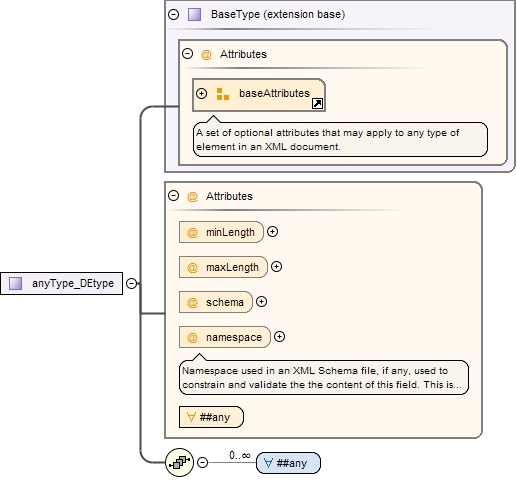 BaseType (extension base)
@ Attributes
baseAttributes
A set of optional attributes that may apply to any type of
element in an XML document.
@ Attributes
@ minLength
@ maxLength
@ schema
@ namespace
Namespace used in an XML Schema file, if any, used to
constrain and validate the the content of this field. This is...
∀ ##any
anyType_DEtype
0..∞
∀ ##any